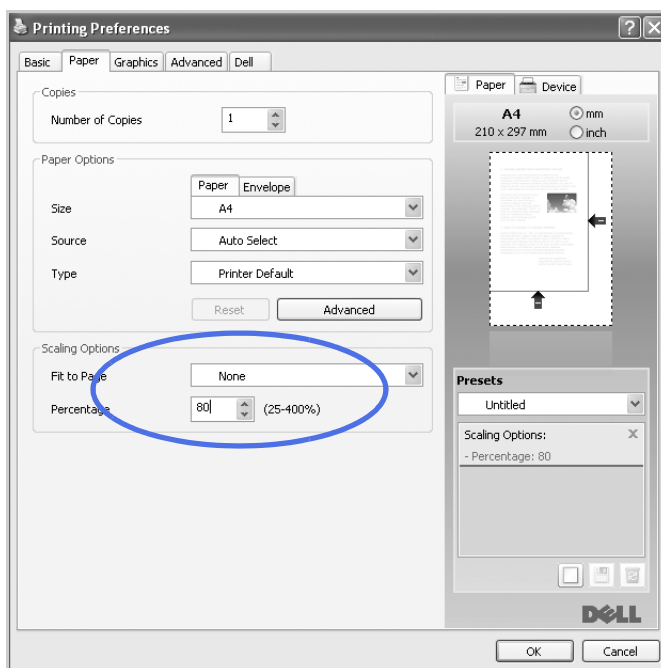 Printing Preferences
Basic Paper Graphics Advanced Dell
Copies
Number of Copies 1
Paper Options
Paper Envelope
Size A4
Source Auto Select
Type Printer Default
Reset Advanced
Scaling Options
Fit to Page None
Percentage 80 (25-400%)
Paper Device
A4 mm
210 x 297 mm inch
Presets
Untitled
Scaling Options: X
- Percentage: 80
DELL
OK Cancel